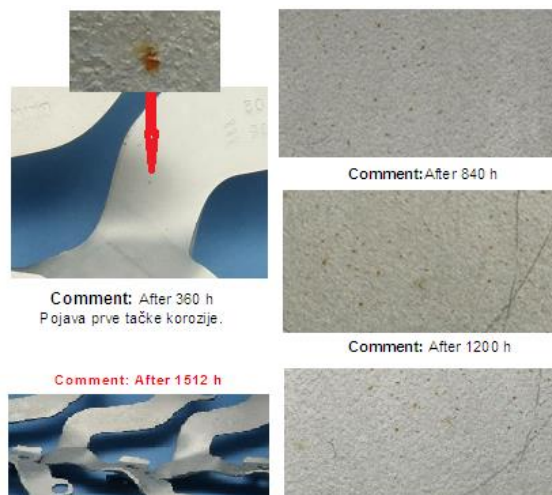 Comment: After 360 h
Pojava prve tačke korozije.
Comment: After 1512 h
Comment:After 840 h
Comment: After 1200 h